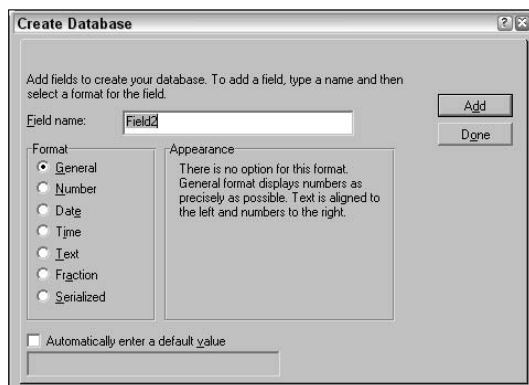 Create Database
Add fields to create your database. To add a field, type a name and then
select a format for the field.
Field name:
Field2
Add
Done
Format
General
Number
Date
Time
Text
Fraction
Serialized
Appearance
There is no option for this format.
General format displays numbers as
precisely as possible. Text is aligned to
the left and numbers to the right.
Automatically enter a default value